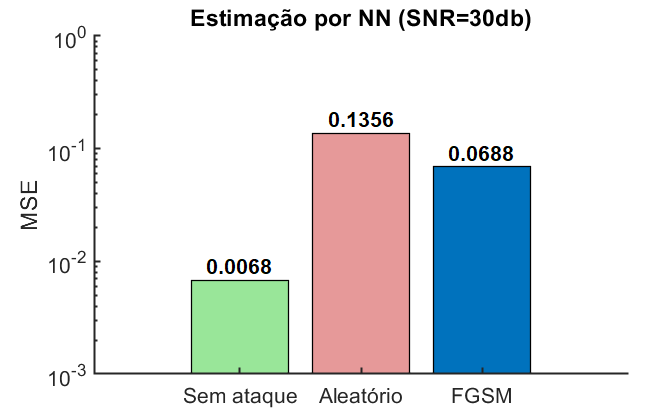 Estimação por NN (SNR=30db)
10^0
10^-1
10^-2
10^-3
MSE
0.0068
0.1356
0.0688
Sem ataque
Aleatório
FGSM